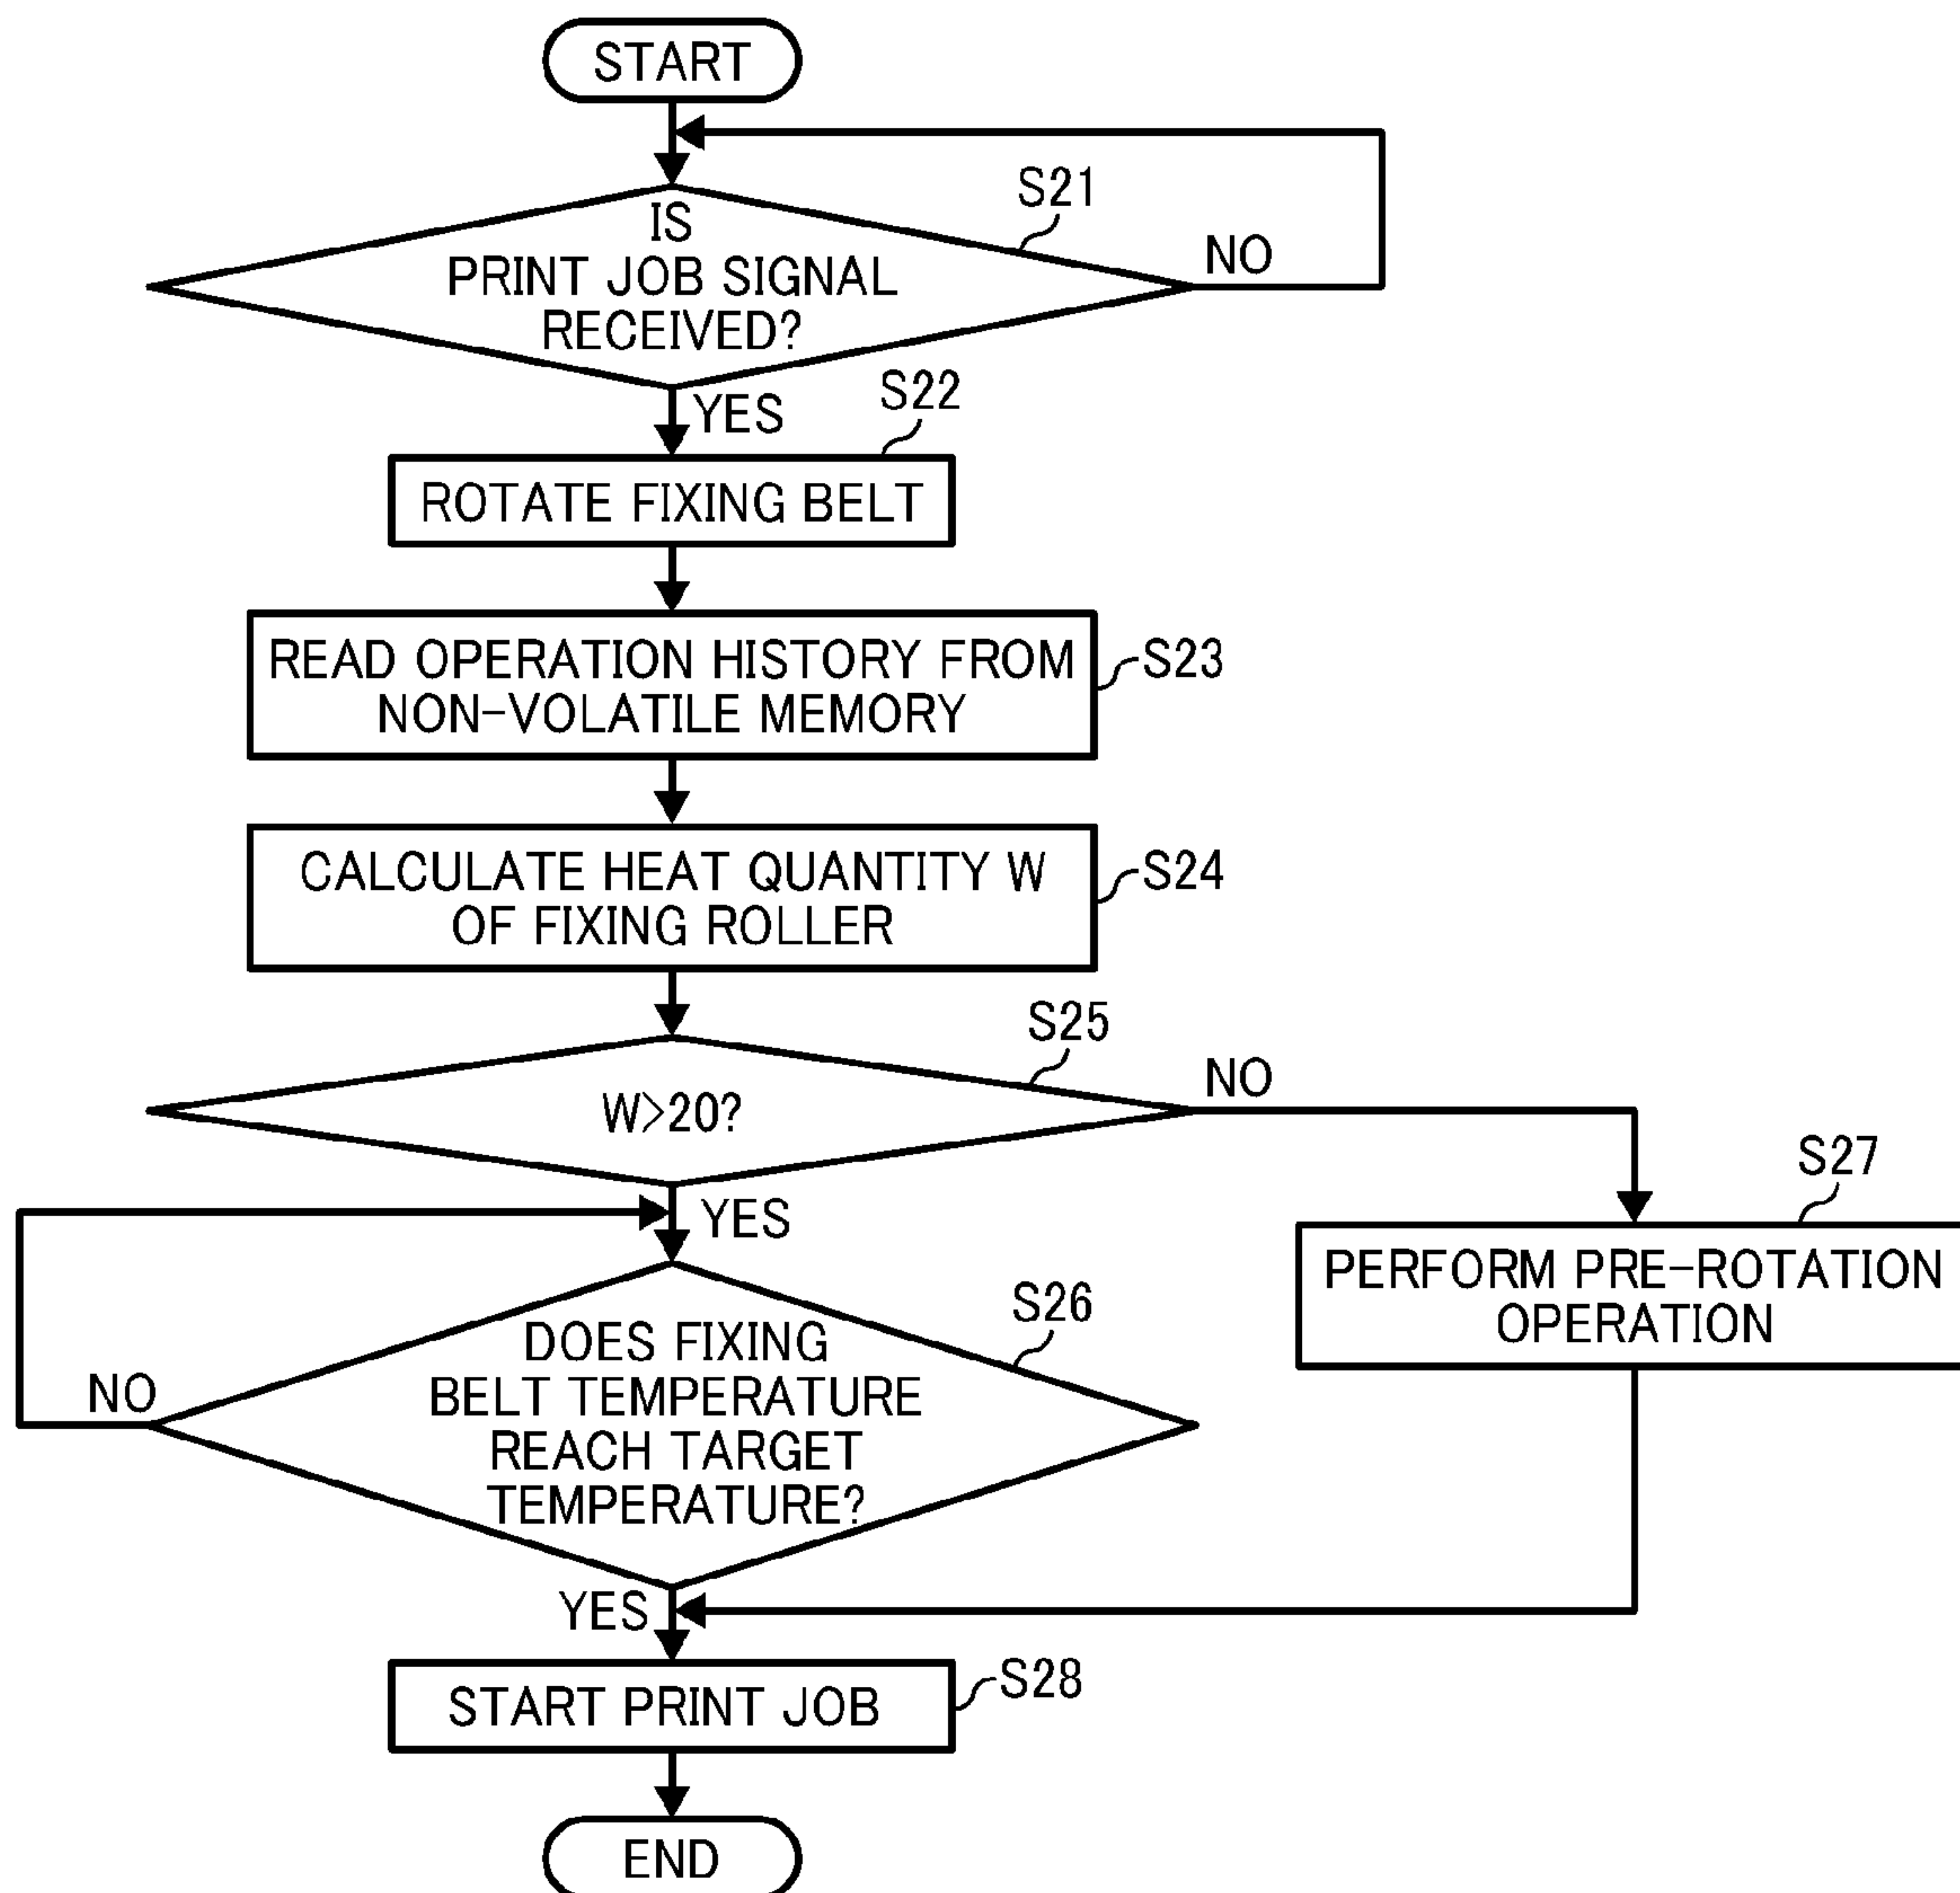 START
S21
IS
PRINT JOB SIGNAL
RECEIVED?
NO
YES
S22
ROTATE FIXING BELT
READ OPERATION HISTORY FROM
NON-VOLATILE MEMORY
S23
CALCULATE HEAT QUANTITY W
OF FIXING ROLLER
S24
S25
W>20?
NO
YES
S27
PERFORM PRE-ROTATION
OPERATION
S26
DOES FIXING
BELT TEMPERATURE
REACH TARGET
TEMPERATURE?
NO
YES
START PRINT JOB
S28
END